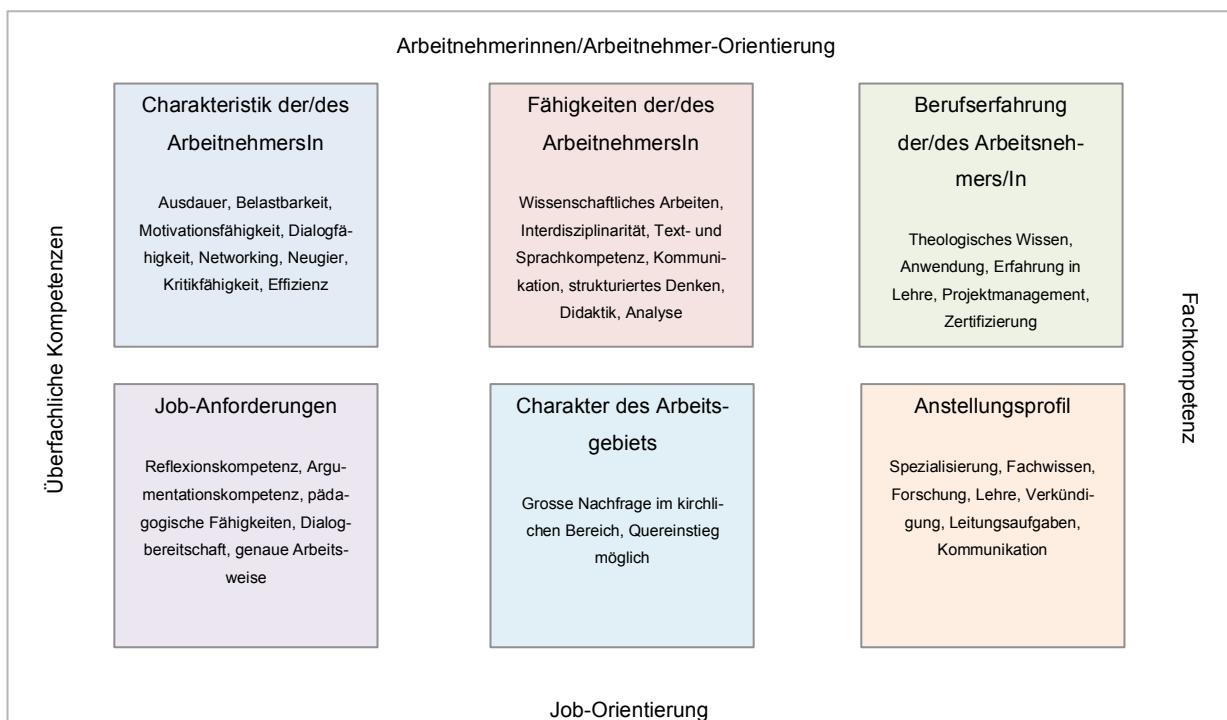 Arbeitnehmerinnen/Arbeitnehmer-Orientierung
Überfachliche Kompetenzen
Charakteristik der/des
ArbeitnehmersIn
Ausdauer, Belastbarkeit,
Motivationsfähigkeit, Dialogfä-
higkeit, Networking, Neugier,
Kritikfähigkeit, Effizienz
Fähigkeiten der/des
ArbeitnehmersIn
Wissenschaftliches Arbeiten,
Interdisziplinarität, Text- und
Sprachkompetenz, Kommuni-
kation, strukturiertes Denken,
Didaktik, Analyse
Berufserfahrung
der/des Arbeitsneh-
mers/In
Theologisches Wissen,
Anwendung, Erfahrung in
Lehre, Projektmanagement,
Zertifizierung
Fachkompetenz
Job-Anforderungen
Reflexionskompetenz, Argu-
mentationskompetenz, päda-
gogische Fähigkeiten, Dialog-
bereitschaft, genaue Arbeits-
weise
Charakter des Arbeits-
gebiets
Grosse Nachfrage im kirchli-
chen Bereich, Quereinstieg
möglich
Anstellungsprofil
Spezialisierung, Fachwissen,
Forschung, Lehre, Verkündi-
gung, Leitungsaufgaben,
Kommunikation
Job-Orientierung